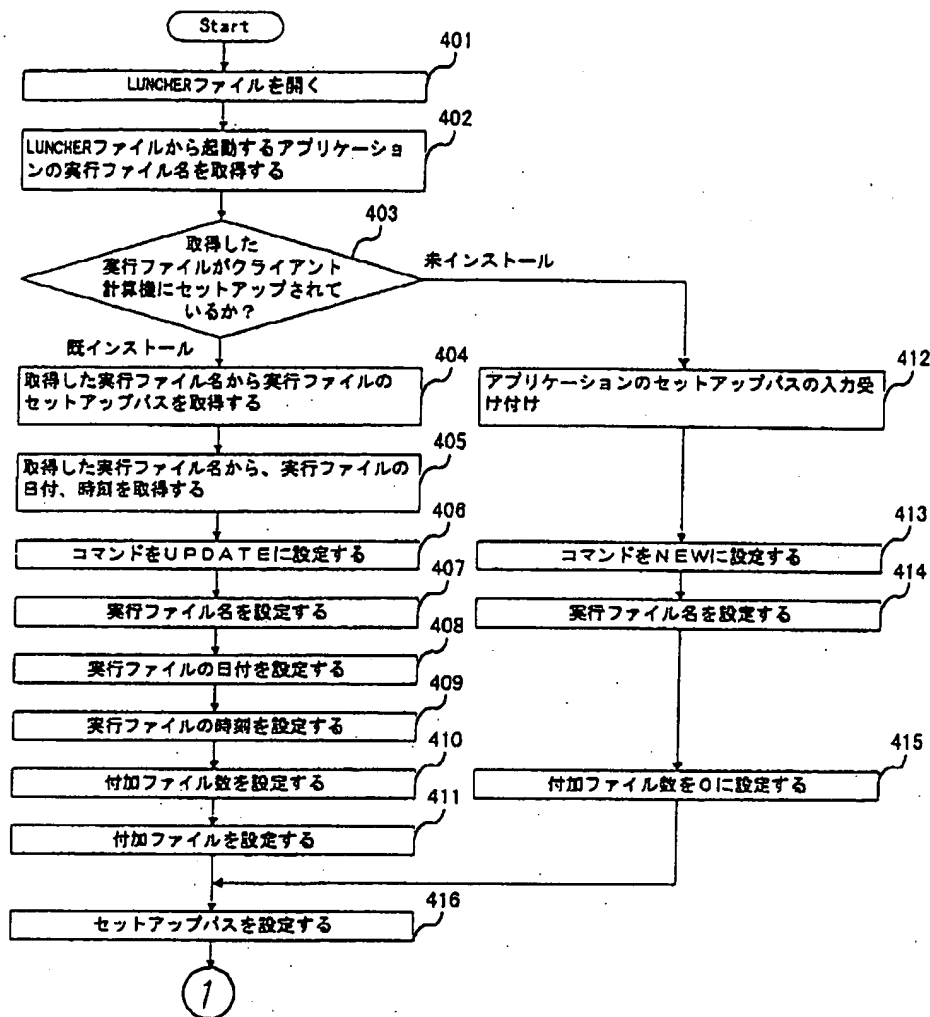 Start
401
LUNCHERファイルを開く
402
LUNCHERファイルから起動するアプリケーショ
ンの実行ファイル名を取得する
403
取得した
実行ファイルがクライアント
計算機にセットアップされて
いるか？
未インストール
既インストール
404
取得した実行ファイル名から実行ファイルの
セットアップパスを取得する
405
取得した実行ファイル名から、実行ファイルの
日付、時刻を取得する
406
コマンドをUPDATEに設定する
407
実行ファイル名を設定する
408
実行ファイルの日付を設定する
409
実行ファイルの時刻を設定する
410
付加ファイル数を設定する
411
付加ファイルを設定する
412
アプリケーションのセットアップパスの入力受
け付け
413
コマンドをNEWに設定する
414
実行ファイル名を設定する
415
付加ファイル数を0に設定する
416
セットアップパスを設定する
1